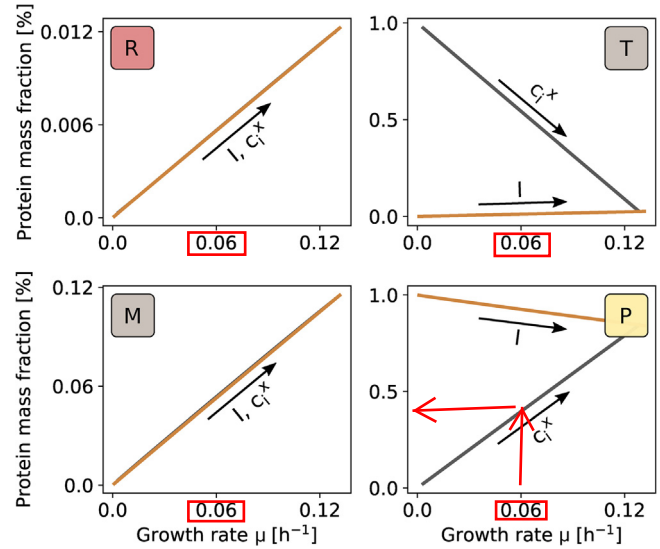 Protein mass fraction [%]
0.012
0.006
0.0
R
I, cᵢˣ
0.0
0.06
0.12
1.0
0.5
0.0
T
cᵢˣ
I
0.0
0.06
0.12
Protein mass fraction [%]
0.12
0.06
0.0
M
I, cᵢˣ
0.0
0.06
0.12
Growth rate μ [h⁻¹]
1.0
0.5
0.0
P
I
cᵢˣ
0.0
0.06
0.12
Growth rate μ [h⁻¹]